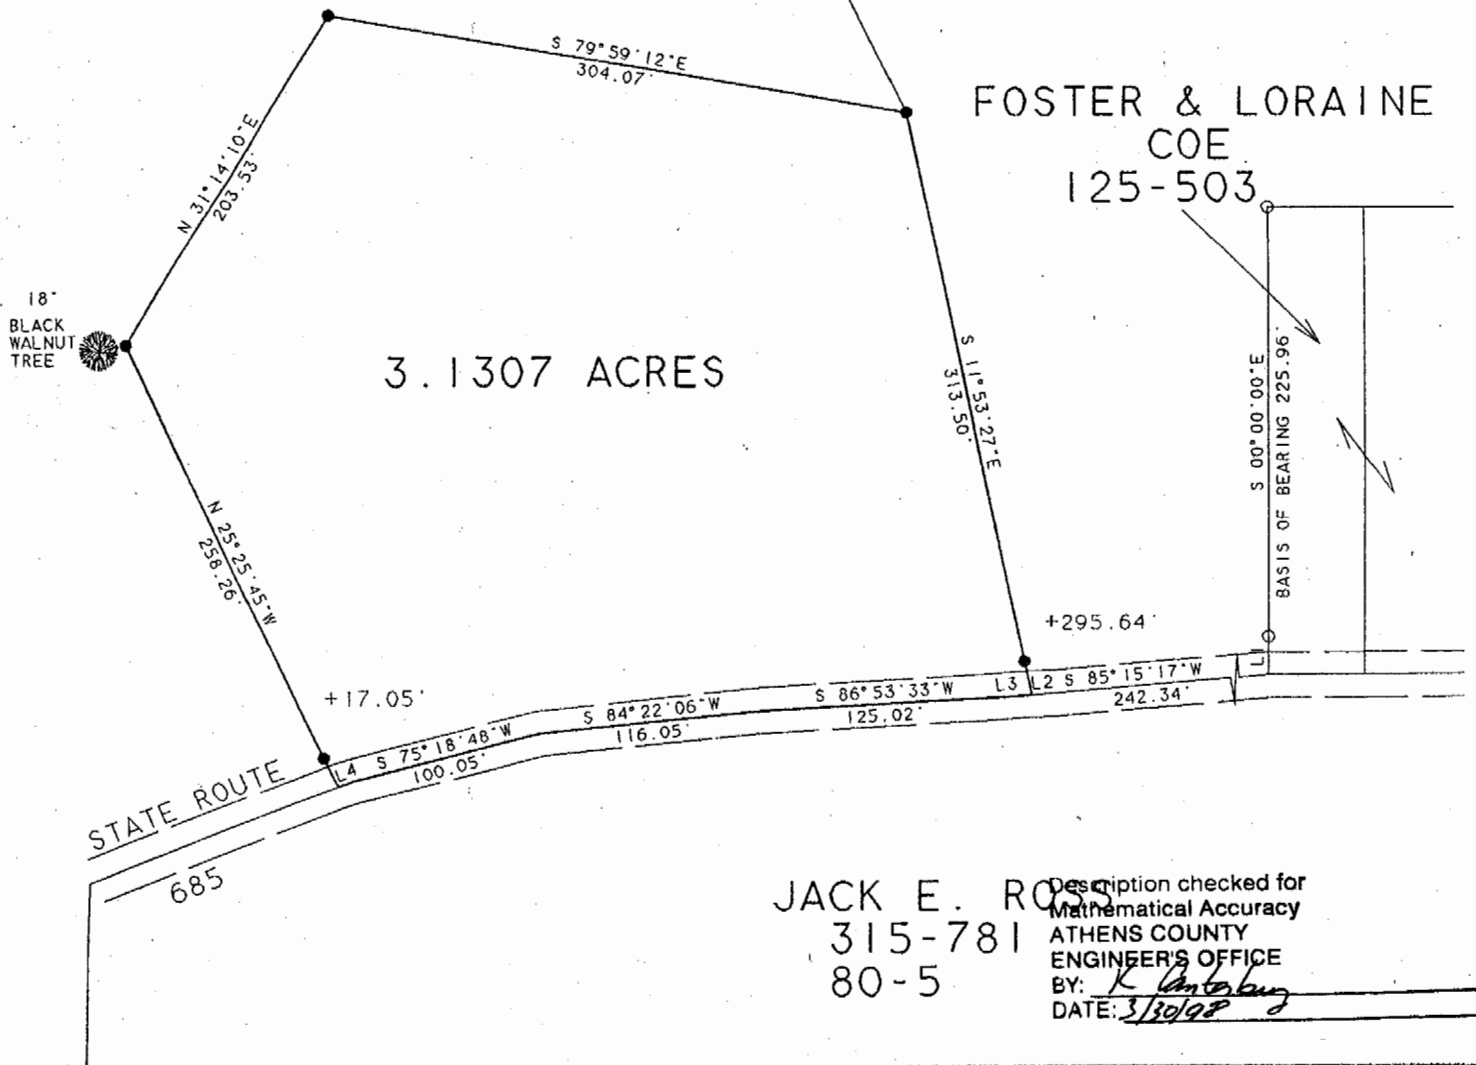 S 79°59'12"E
304.07'
FOSTER & LORAINE
COE
125-503
N 31°14'10"E
203.53'
18"
BLACK
WALNUT
TREE
3.1307 ACRES
S 11°53'27"E
313.50'
S 00°00'00"E
BASIS OF BEARING 225.96'
N 25°25'45"W
258.26'
+295.64'
+17.05'
L1
L4 S 75°18'48"W
100.05'
S 84°22'06"W
116.05'
S 86°53'33"W
125.02'
L3
L2 S 85°15'17"W
242.34'
STATE ROUTE
685
JACK E. ROSS
315-781
80-5
Description checked for
Mathematical Accuracy
ATHENS COUNTY
ENGINEER'S OFFICE
BY: K Canterbury
DATE: 3/30/98